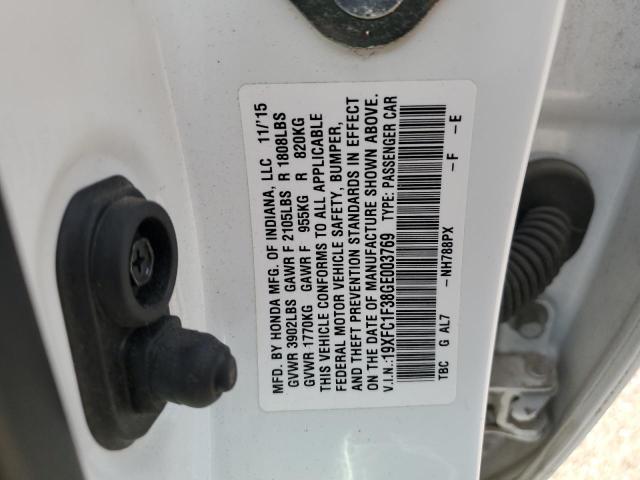 MFD. BY HONDA MFG. OF INDIANA, LLC 11/'15
GVWR 3902LBS GAWR F 2105LBS R 1808LBS
GVWR 1770KG GAWR F 955KG R 820KG
THIS VEHICLE CONFORMS TO ALL APPLICABLE
FEDERAL MOTOR VEHICLE SAFETY, BUMPER,
AND THEFT PREVENTION STANDARDS IN EFFECT
ON THE DATE OF MANUFACTURE SHOWN ABOVE.
V.I.N.:19XFC1F38GE003769 TYPE: PASSENGER CAR
TBC G AL7 –NH788PX –F –E